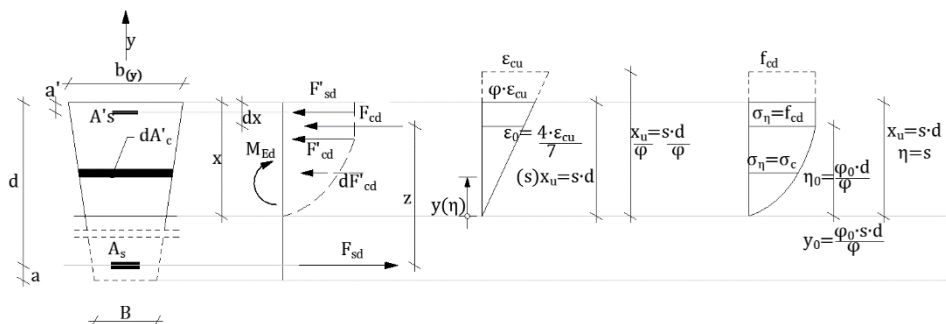 y
b(y)
a'
A's
dA'c
d
x
As
a
B
F'sd
dx
Fcd
F'cd
MEd
dF'cd
z
Fsd
εcu
φ·εcu
ε0= 4·εcu
7
(s)xu=s·d
y(η)
xu=s·d
φ φ
fcd
ση=fcd
ση=σc
η0=φ0·d
φ
y0=φ0·s·d
φ
xu=s·d
η=s